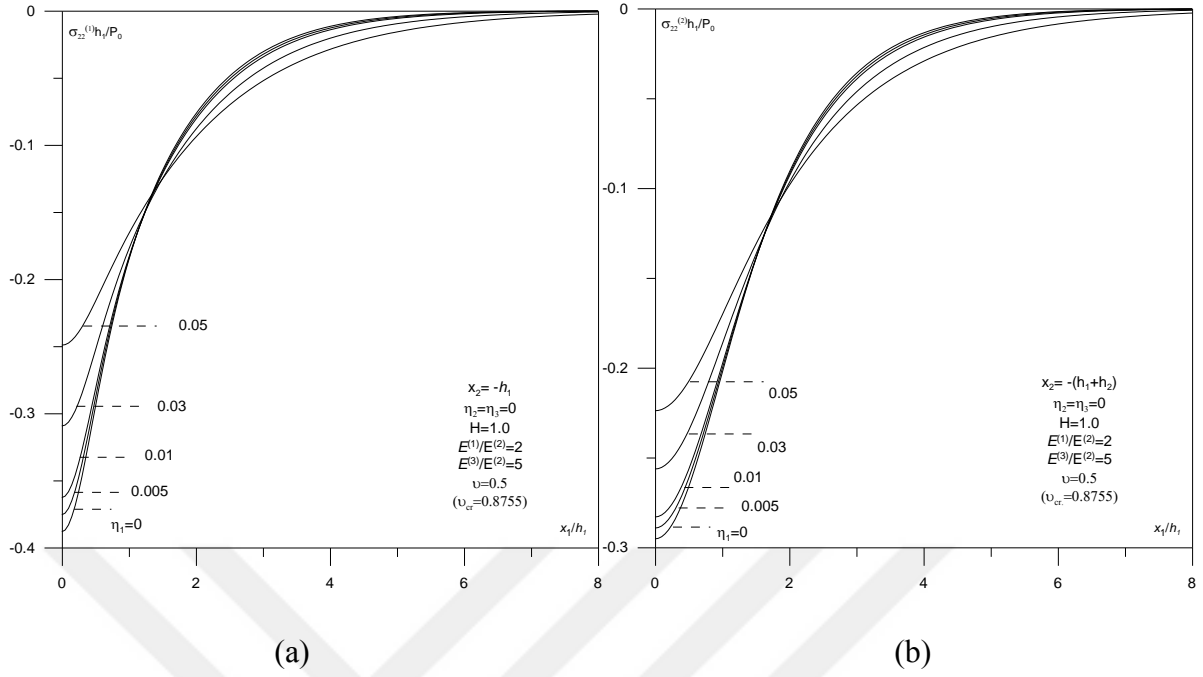 0
σ₂₂⁽¹⁾h₁/P₀
-0.1
-0.2
0.05
-0.3
0.03
0.01
0.005
η₁=0
-0.4
x₂= -h₁
η₂=η₃=0
H=1.0
E⁽¹⁾/E⁽²⁾=2
E⁽³⁾/E⁽²⁾=5
υ=0.5
(υcr=0.8755)
x₁/h₁
0 2 4 6 8
(a)
0
σ₂₂⁽²⁾h₁/P₀
-0.1
-0.2
0.05
0.03
0.01
0.005
η₁=0
-0.3
x₂= -(h₁+h₂)
η₂=η₃=0
H=1.0
E⁽¹⁾/E⁽²⁾=2
E⁽³⁾/E⁽²⁾=5
υ=0.5
(υcr.=0.8755)
x₁/h₁
0 2 4 6 8
(b)